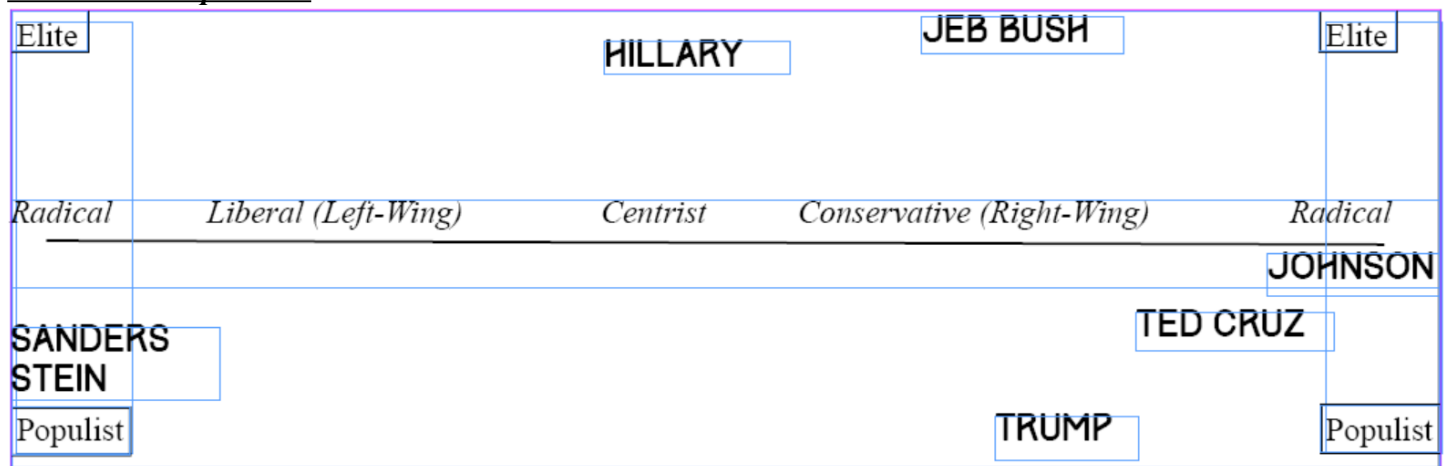 Elite
HILLARY
JEB BUSH
Elite
Radical
Liberal (Left-Wing)
Centrist
Conservative (Right-Wing)
Radical
JOHNSON
TED CRUZ
SANDERS
STEIN
Populist
TRUMP
Populist